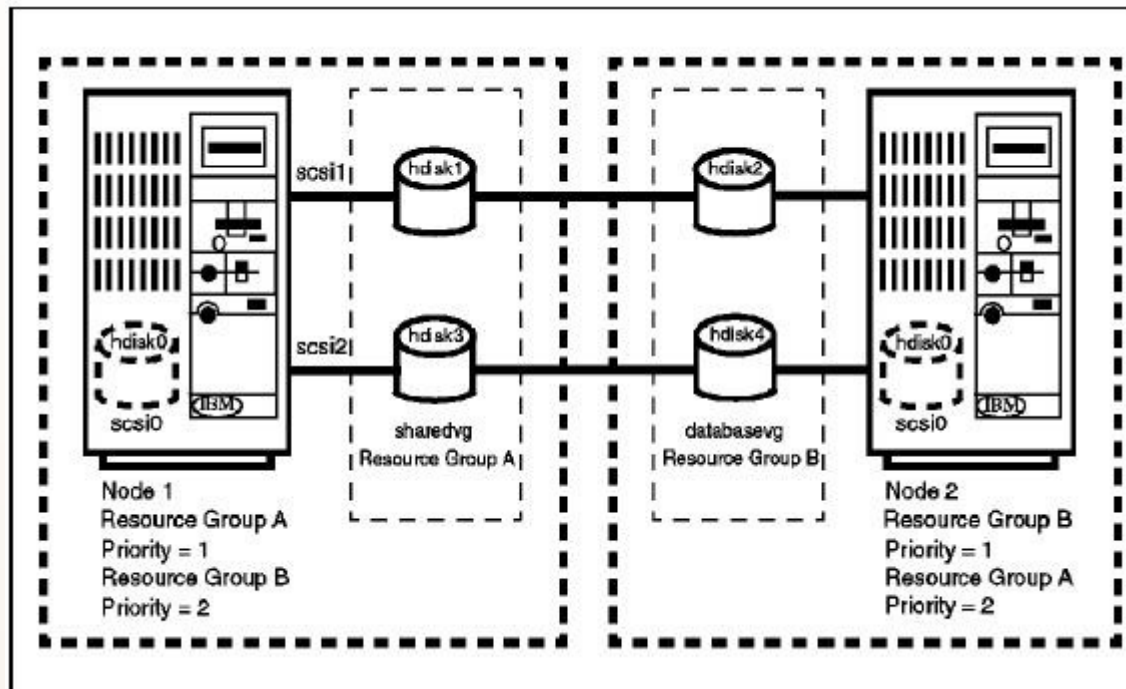 scsi1
hdisk1
hdisk2
scsi2
hdisk3
hdisk4
hdisk0
IBM
scsi0
hdisk0
IBM
scsi0
sharedvg
Resource Group A
databasevg
Resource Group B
Node 1
Resource Group A
Priority = 1
Resource Group B
Priority = 2
Node 2
Resource Group B
Priority = 1
Resource Group A
Priority = 2